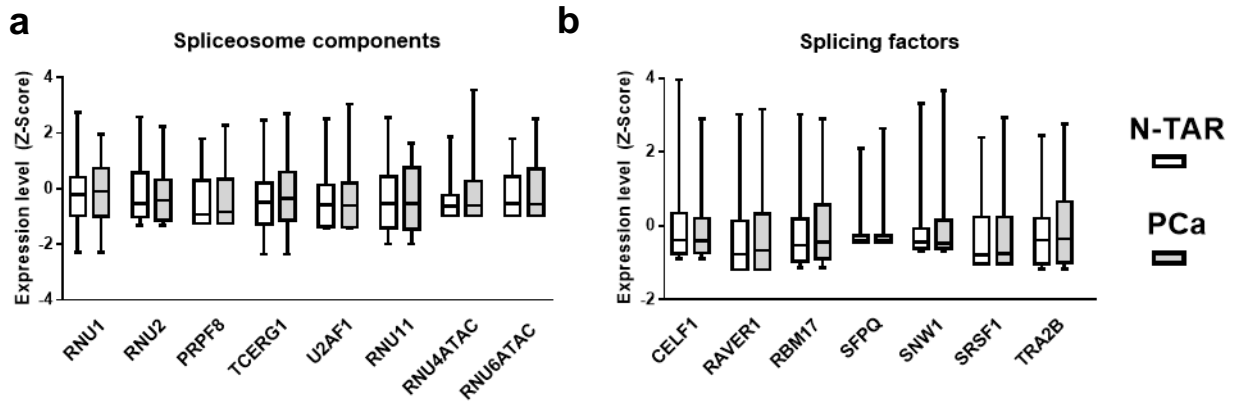 a
Spliceosome components
Expression level (Z-Score)
4
2
0
-2
-4
RNU1
RNU2
PRPF8
TCERG1
U2AF1
RNU11
RNU4ATAC
RNU6ATAC
b
Splicing factors
Expression level (Z-Score)
4
2
0
-2
CELF1
RAVER1
RBM17
SFPQ
SNW1
SRSF1
TRA2B
N-TAR
PCa